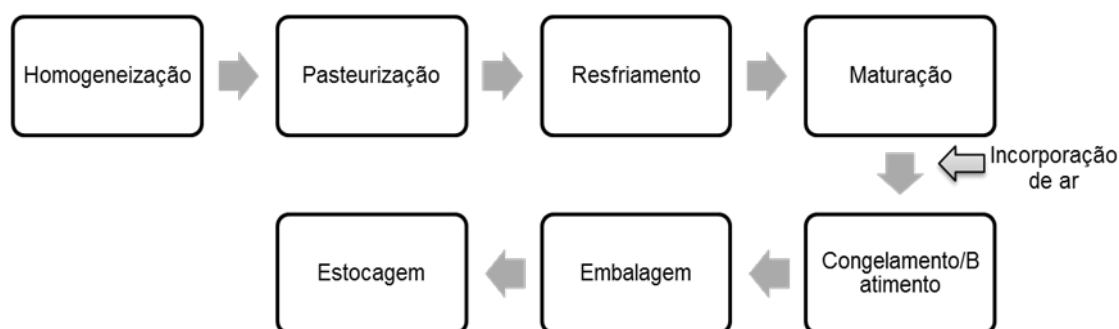 Homogeneização
Pasteurização
Resfriamento
Maturação
Incorporação
de ar
Congelamento/B
atimento
Embalagem
Estocagem